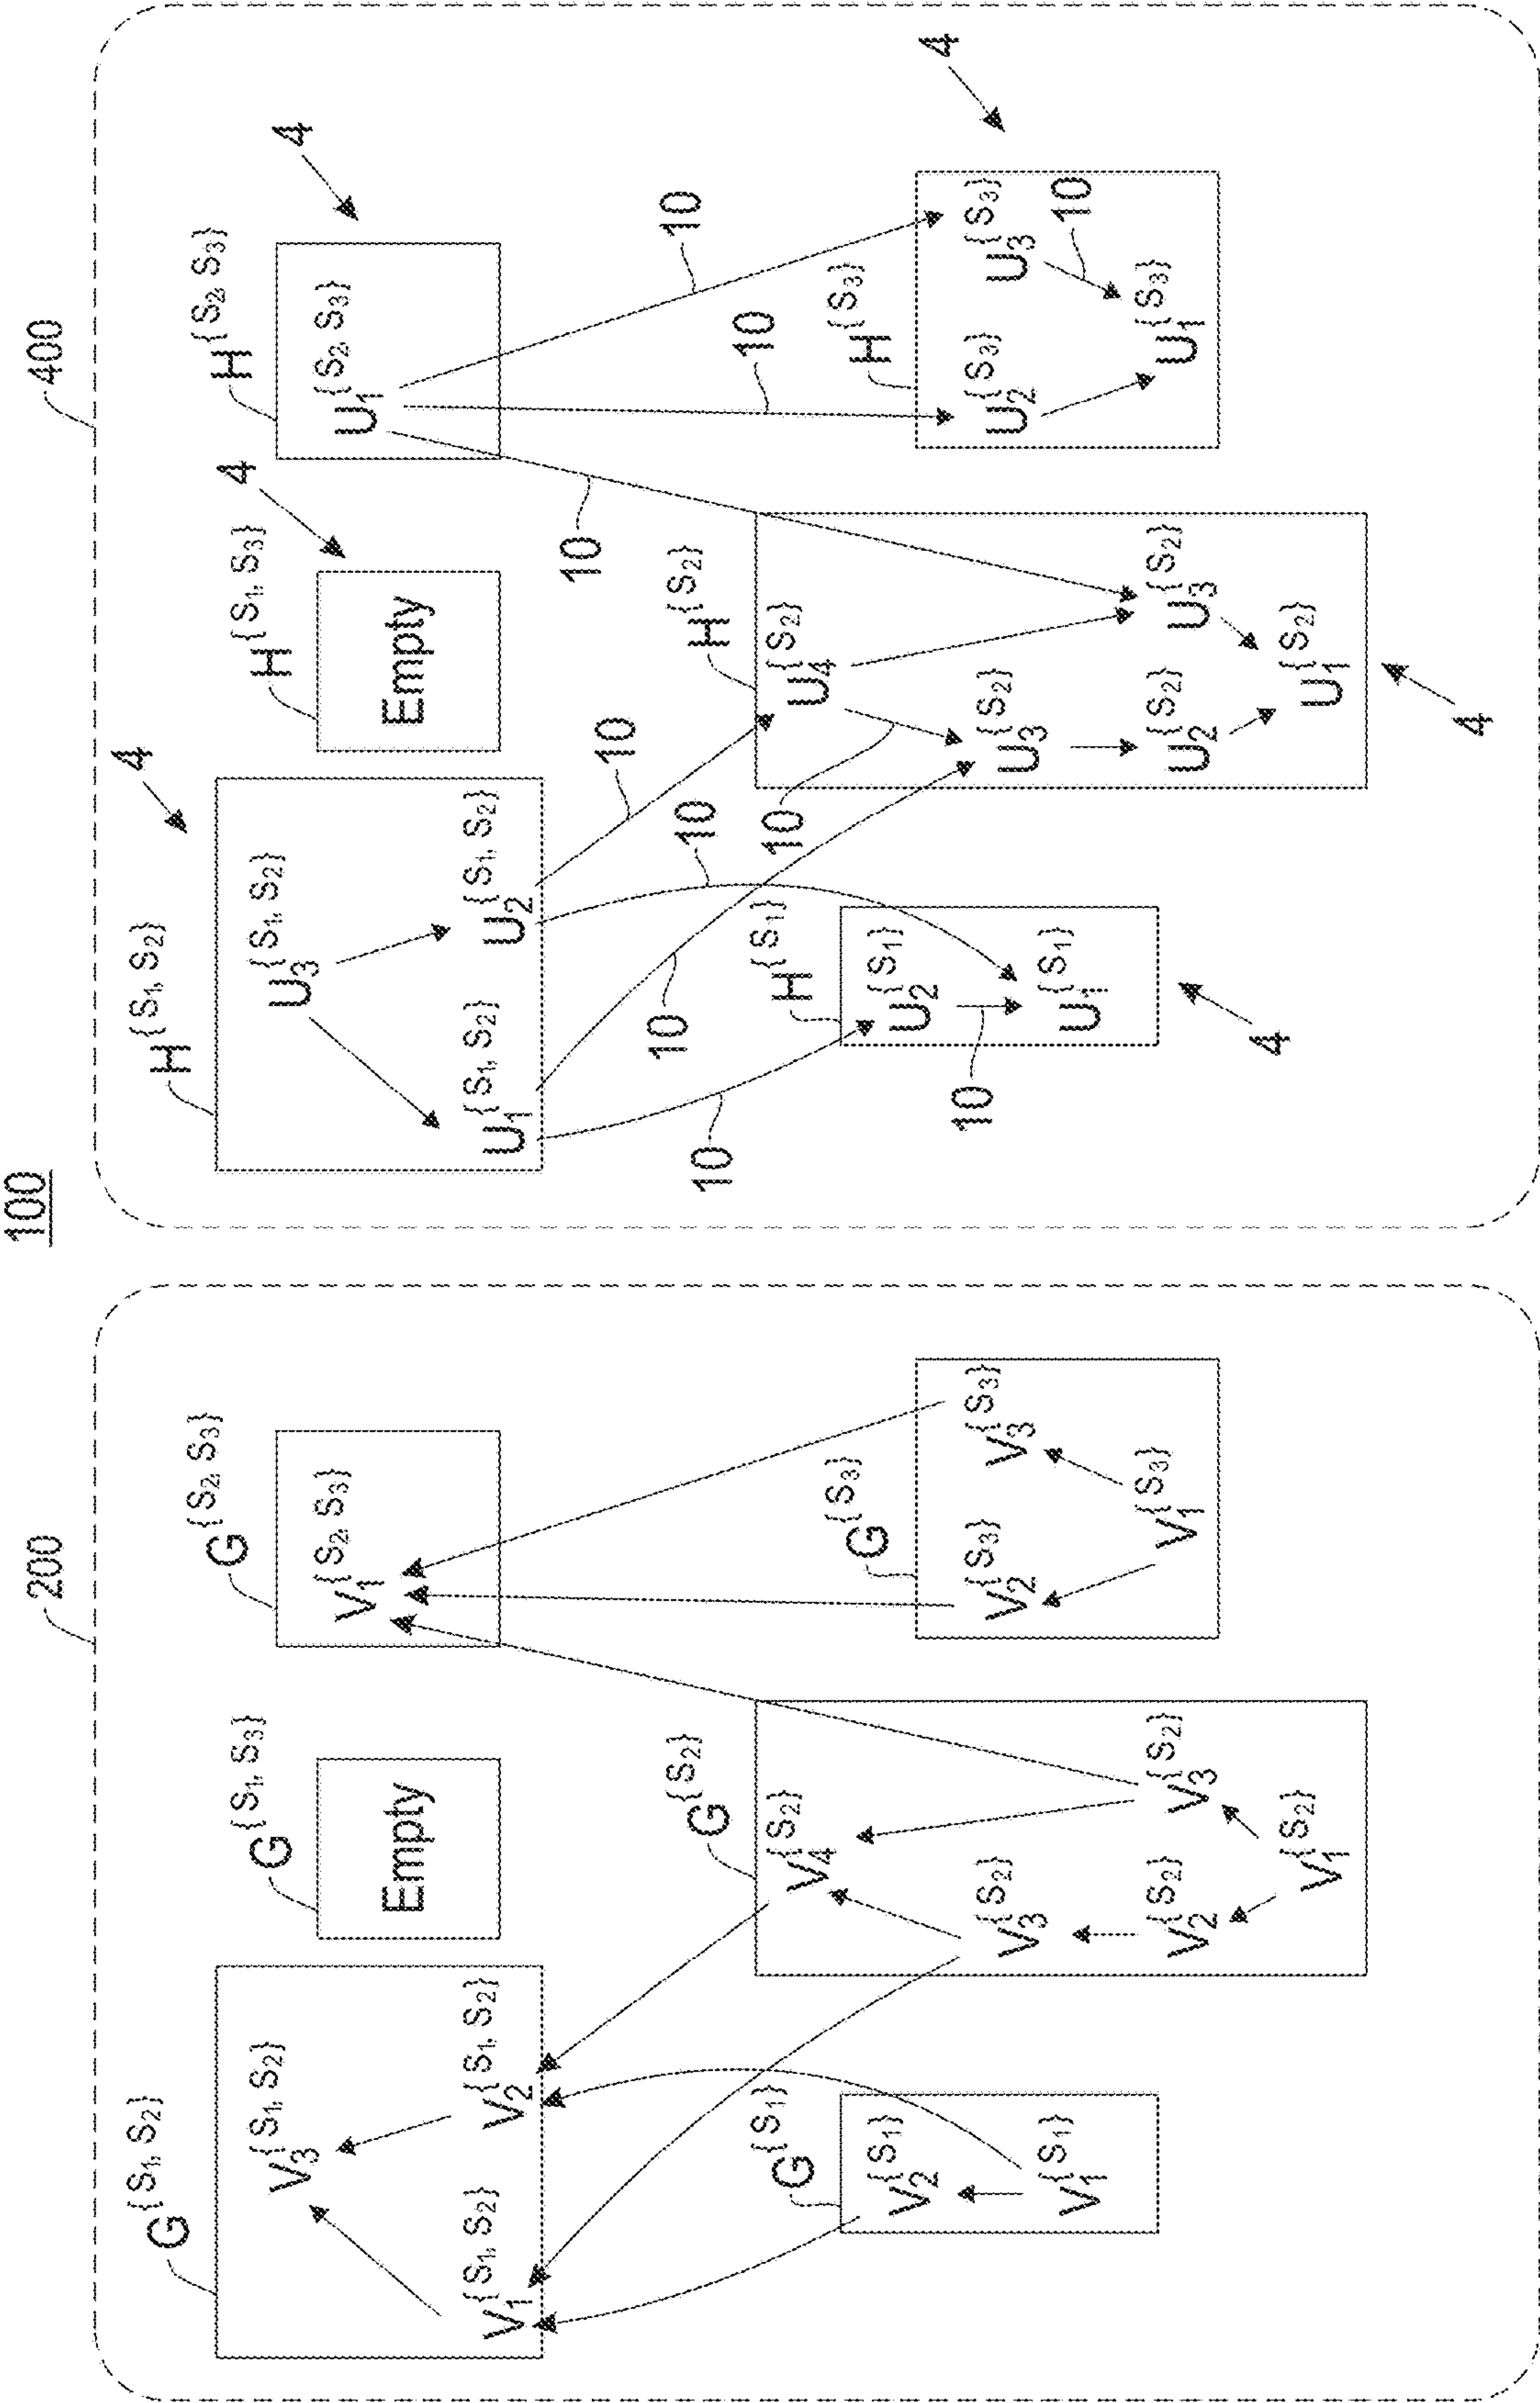 100
200
G^{S1, S2}
V3^{S1, S2}
V1^{S1, S2}
V2^{S1, S2}
G^{S1, S3}
Empty
G^{S2, S3}
V1^{S2, S3}
G^{S1}
V2^{S1}
V1^{S1}
G^{S2}
V4^{S2}
V3^{S2}
V2^{S2}
V3^{S2}
V1^{S2}
G^{S3}
V2^{S3}
V3^{S3}
V1^{S3}
400
H^{S1, S2}
4
U3^{S1, S2}
U1^{S1, S2}
U2^{S1, S2}
H^{S1, S3}
4
Empty
H^{S2, S3}
4
U1^{S2, S3}
10
10
10
10
10
10
10
10
10
H^{S1}
U2^{S1}
10
U1^{S1}
4
H^{S2}
U4^{S2}
U3^{S2}
U2^{S2}
U3^{S2}
U1^{S2}
4
H^{S3}
4
U2^{S3}
U3^{S3}
10
U1^{S3}